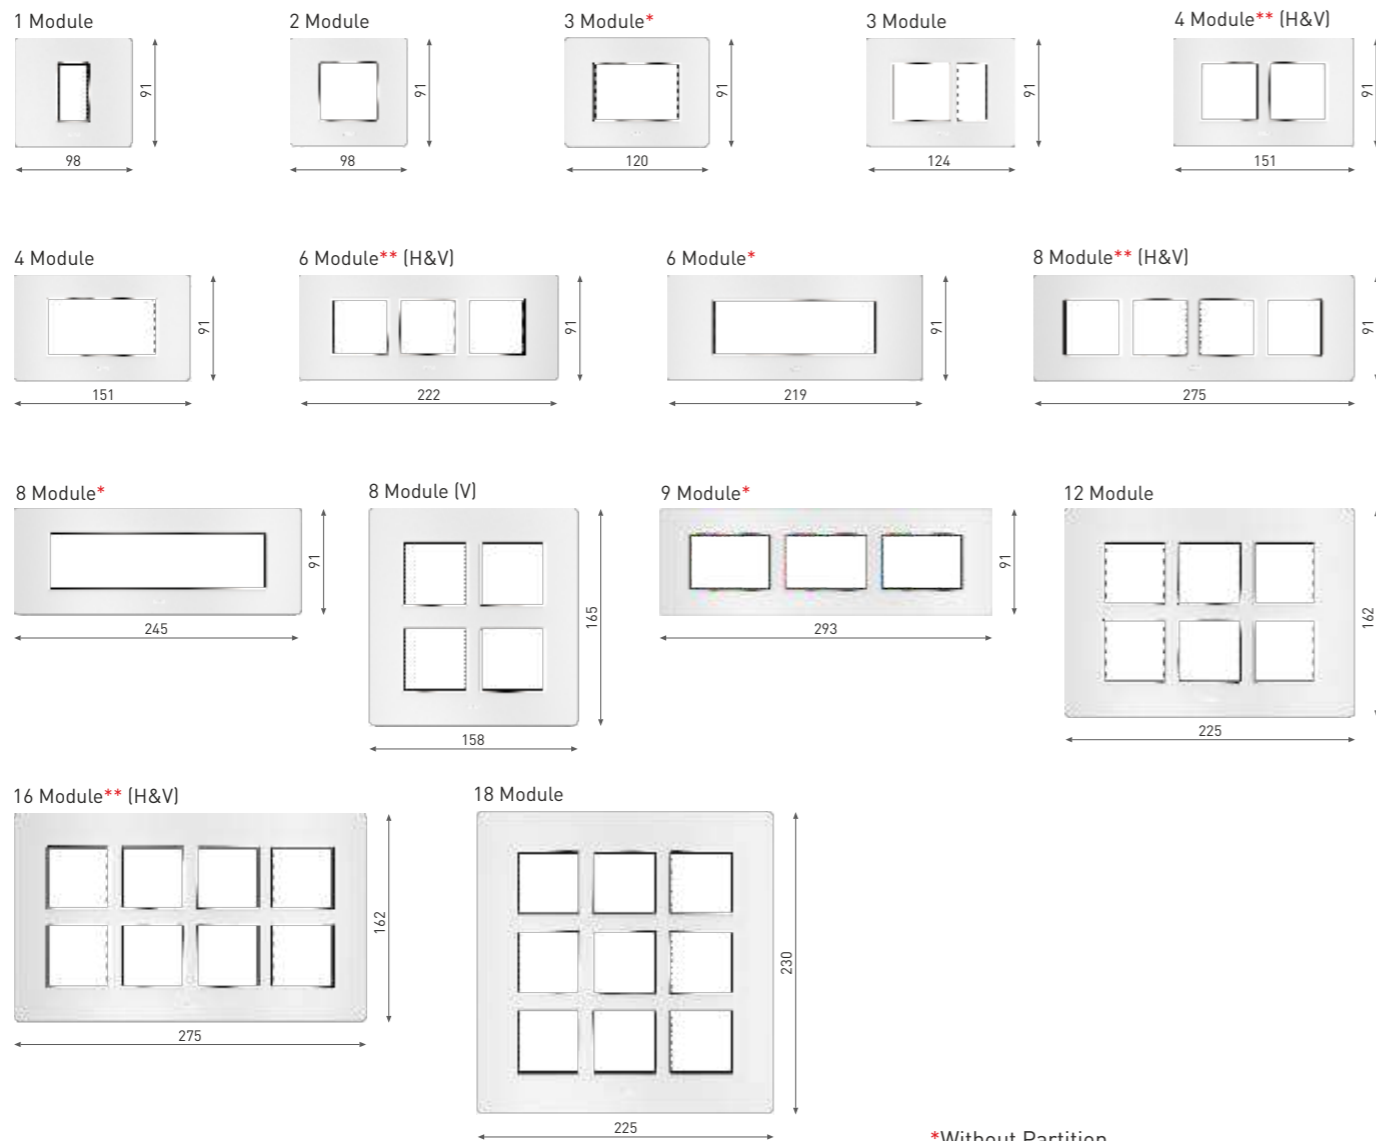 1 Module
2 Module
3 Module*
3 Module
4 Module** (H&V)
91
91
91
91
91
98
98
120
124
151
4 Module
6 Module** (H&V)
6 Module*
8 Module** (H&V)
91
91
91
91
151
222
219
275
8 Module*
8 Module (V)
9 Module*
12 Module
91
165
91
162
245
158
293
225
16 Module** (H&V)
18 Module
162
230
275
225
*Without Partition